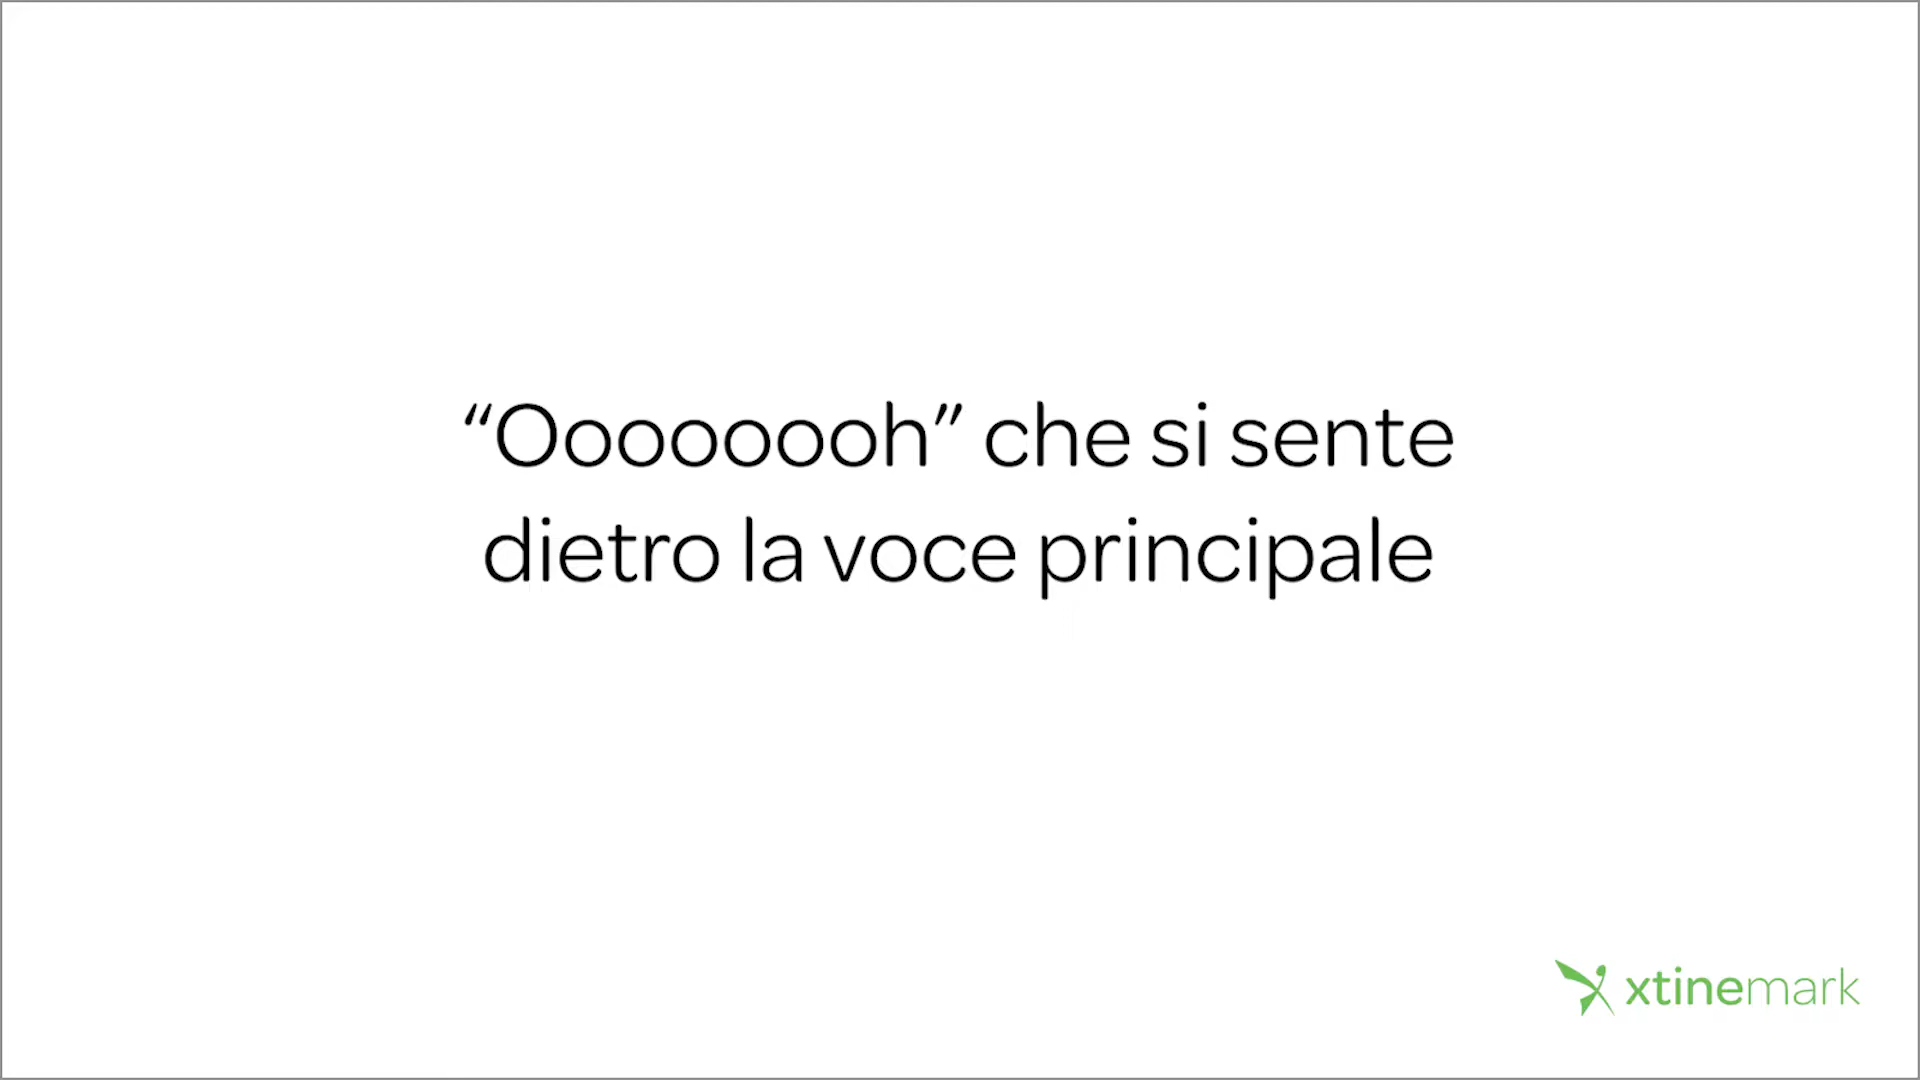 “Oooooooh” che si sente
dietro la voce principale
xtinemark